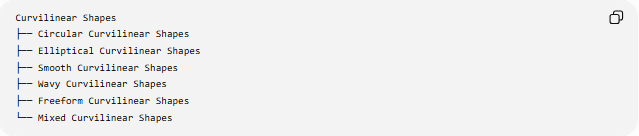 Curvilinear Shapes
├── Circular Curvilinear Shapes
├── Elliptical Curvilinear Shapes
├── Smooth Curvilinear Shapes
├── Wavy Curvilinear Shapes
├── Freeform Curvilinear Shapes
└── Mixed Curvilinear Shapes